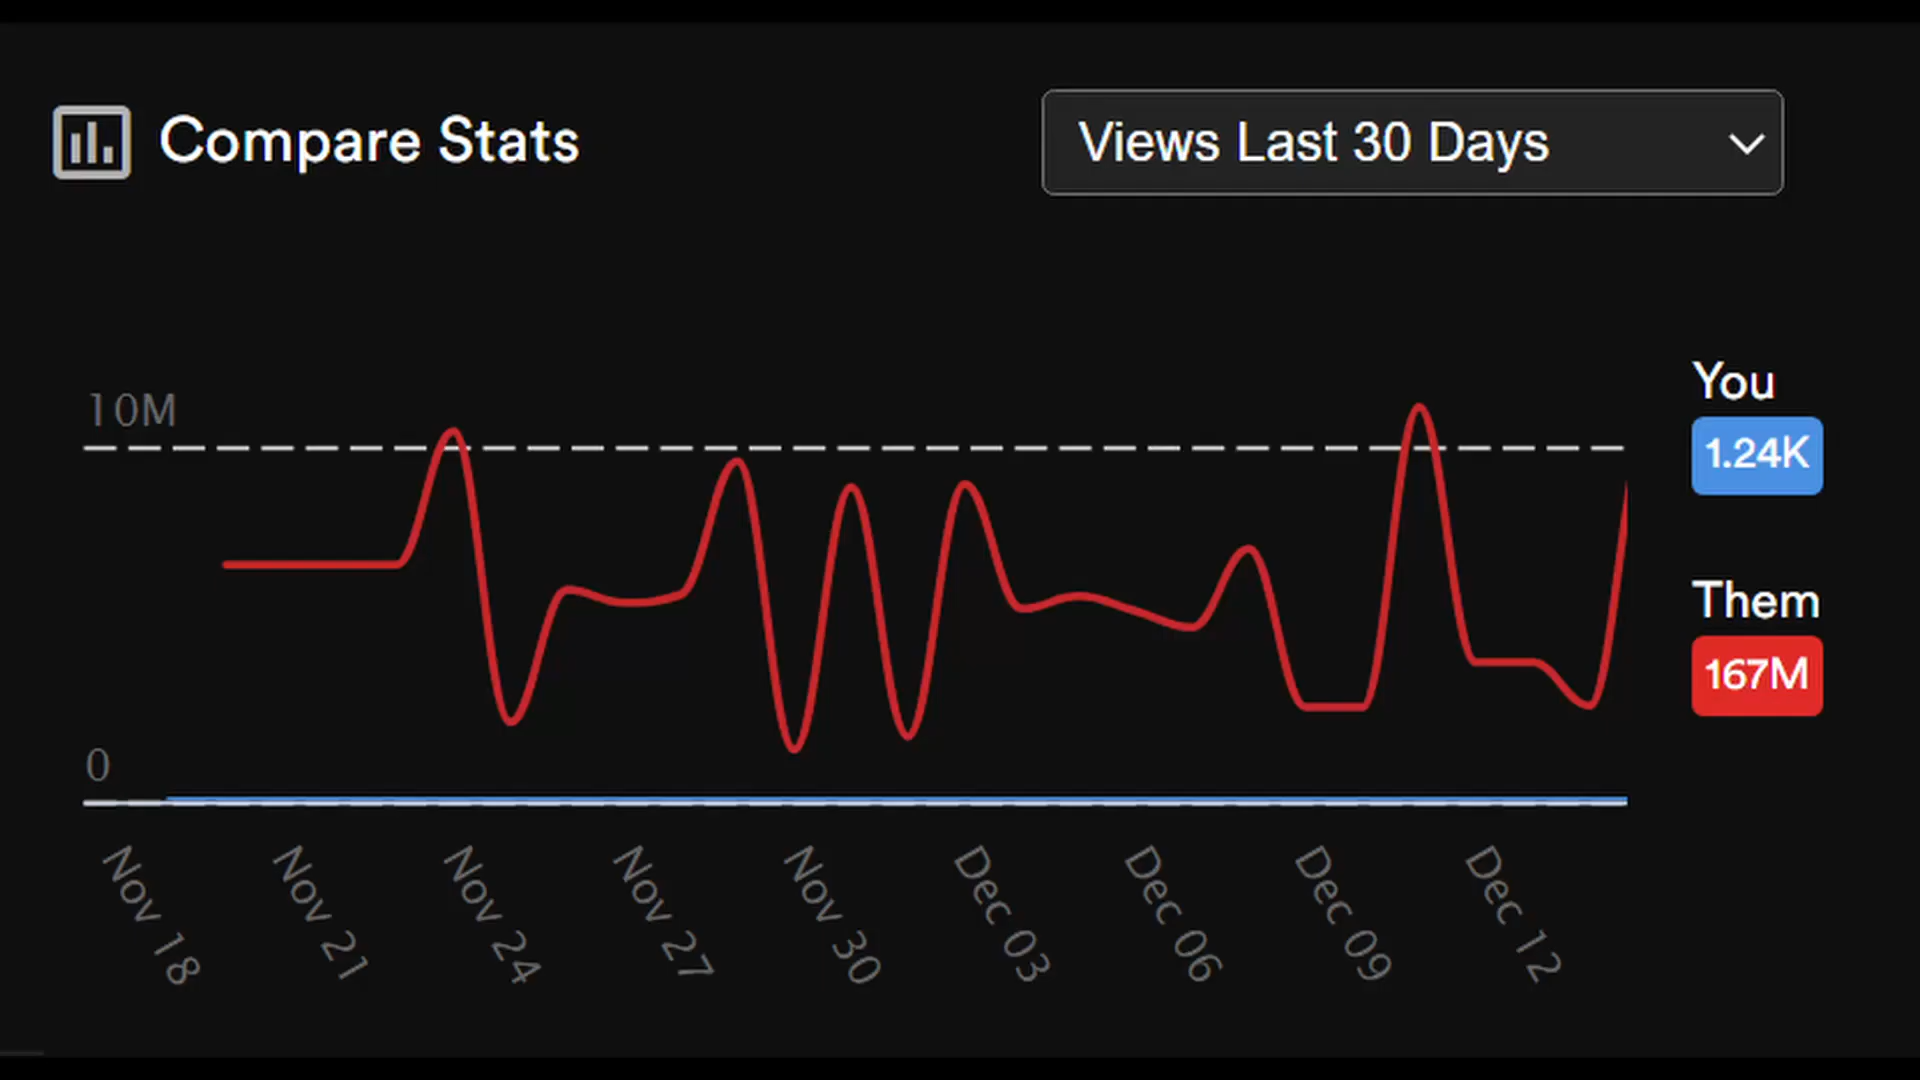 Compare Stats
Views Last 30 Days
10M
0
You
1.24K
Them
167M
Nov 18
Nov 21
Nov 24
Nov 27
Nov 30
Dec 03
Dec 06
Dec 09
Dec 12